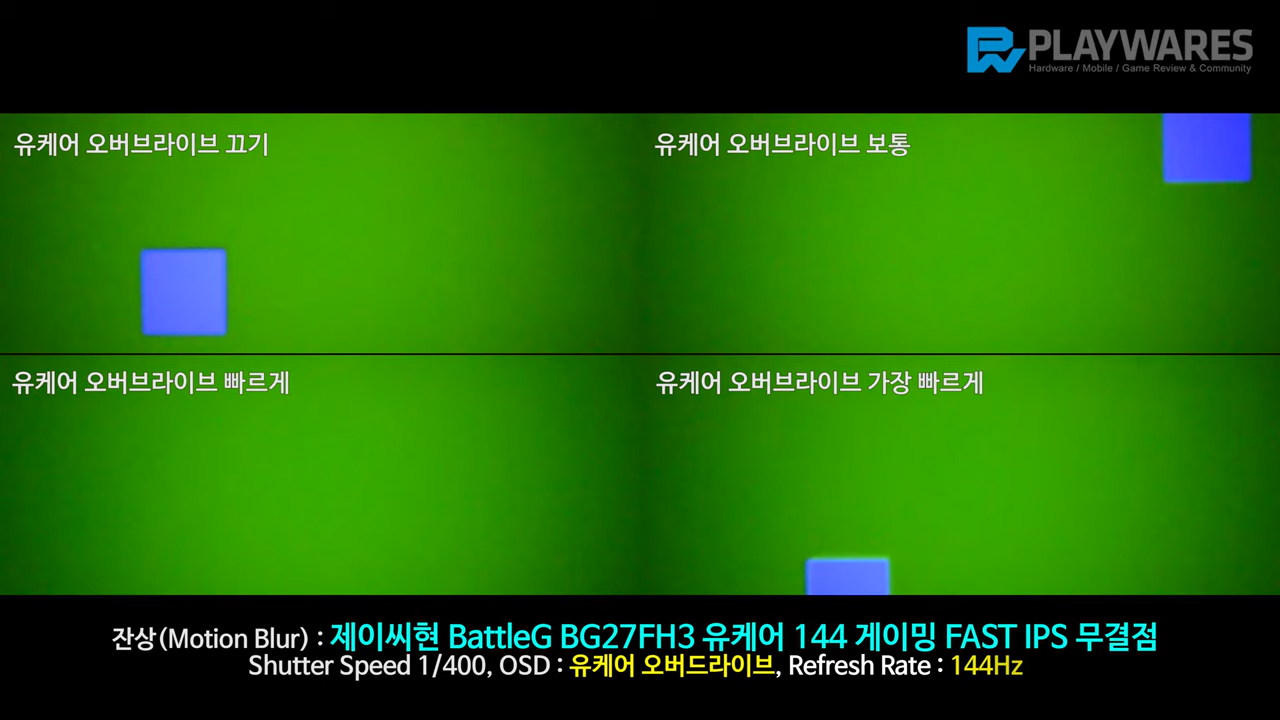 PLAYWARES
Hardware / Mobile / Game Review & Community
유케어 오버브라이브 끄기
유케어 오버브라이브 보통
유케어 오버브라이브 빠르게
유케어 오버브라이브 가장 빠르게
잔상(Motion Blur) : 제이씨현 BattleG BG27FH3 유케어 144 게이밍 FAST IPS 무결점
Shutter Speed 1/400, OSD : 유케어 오버드라이브, Refresh Rate : 144Hz